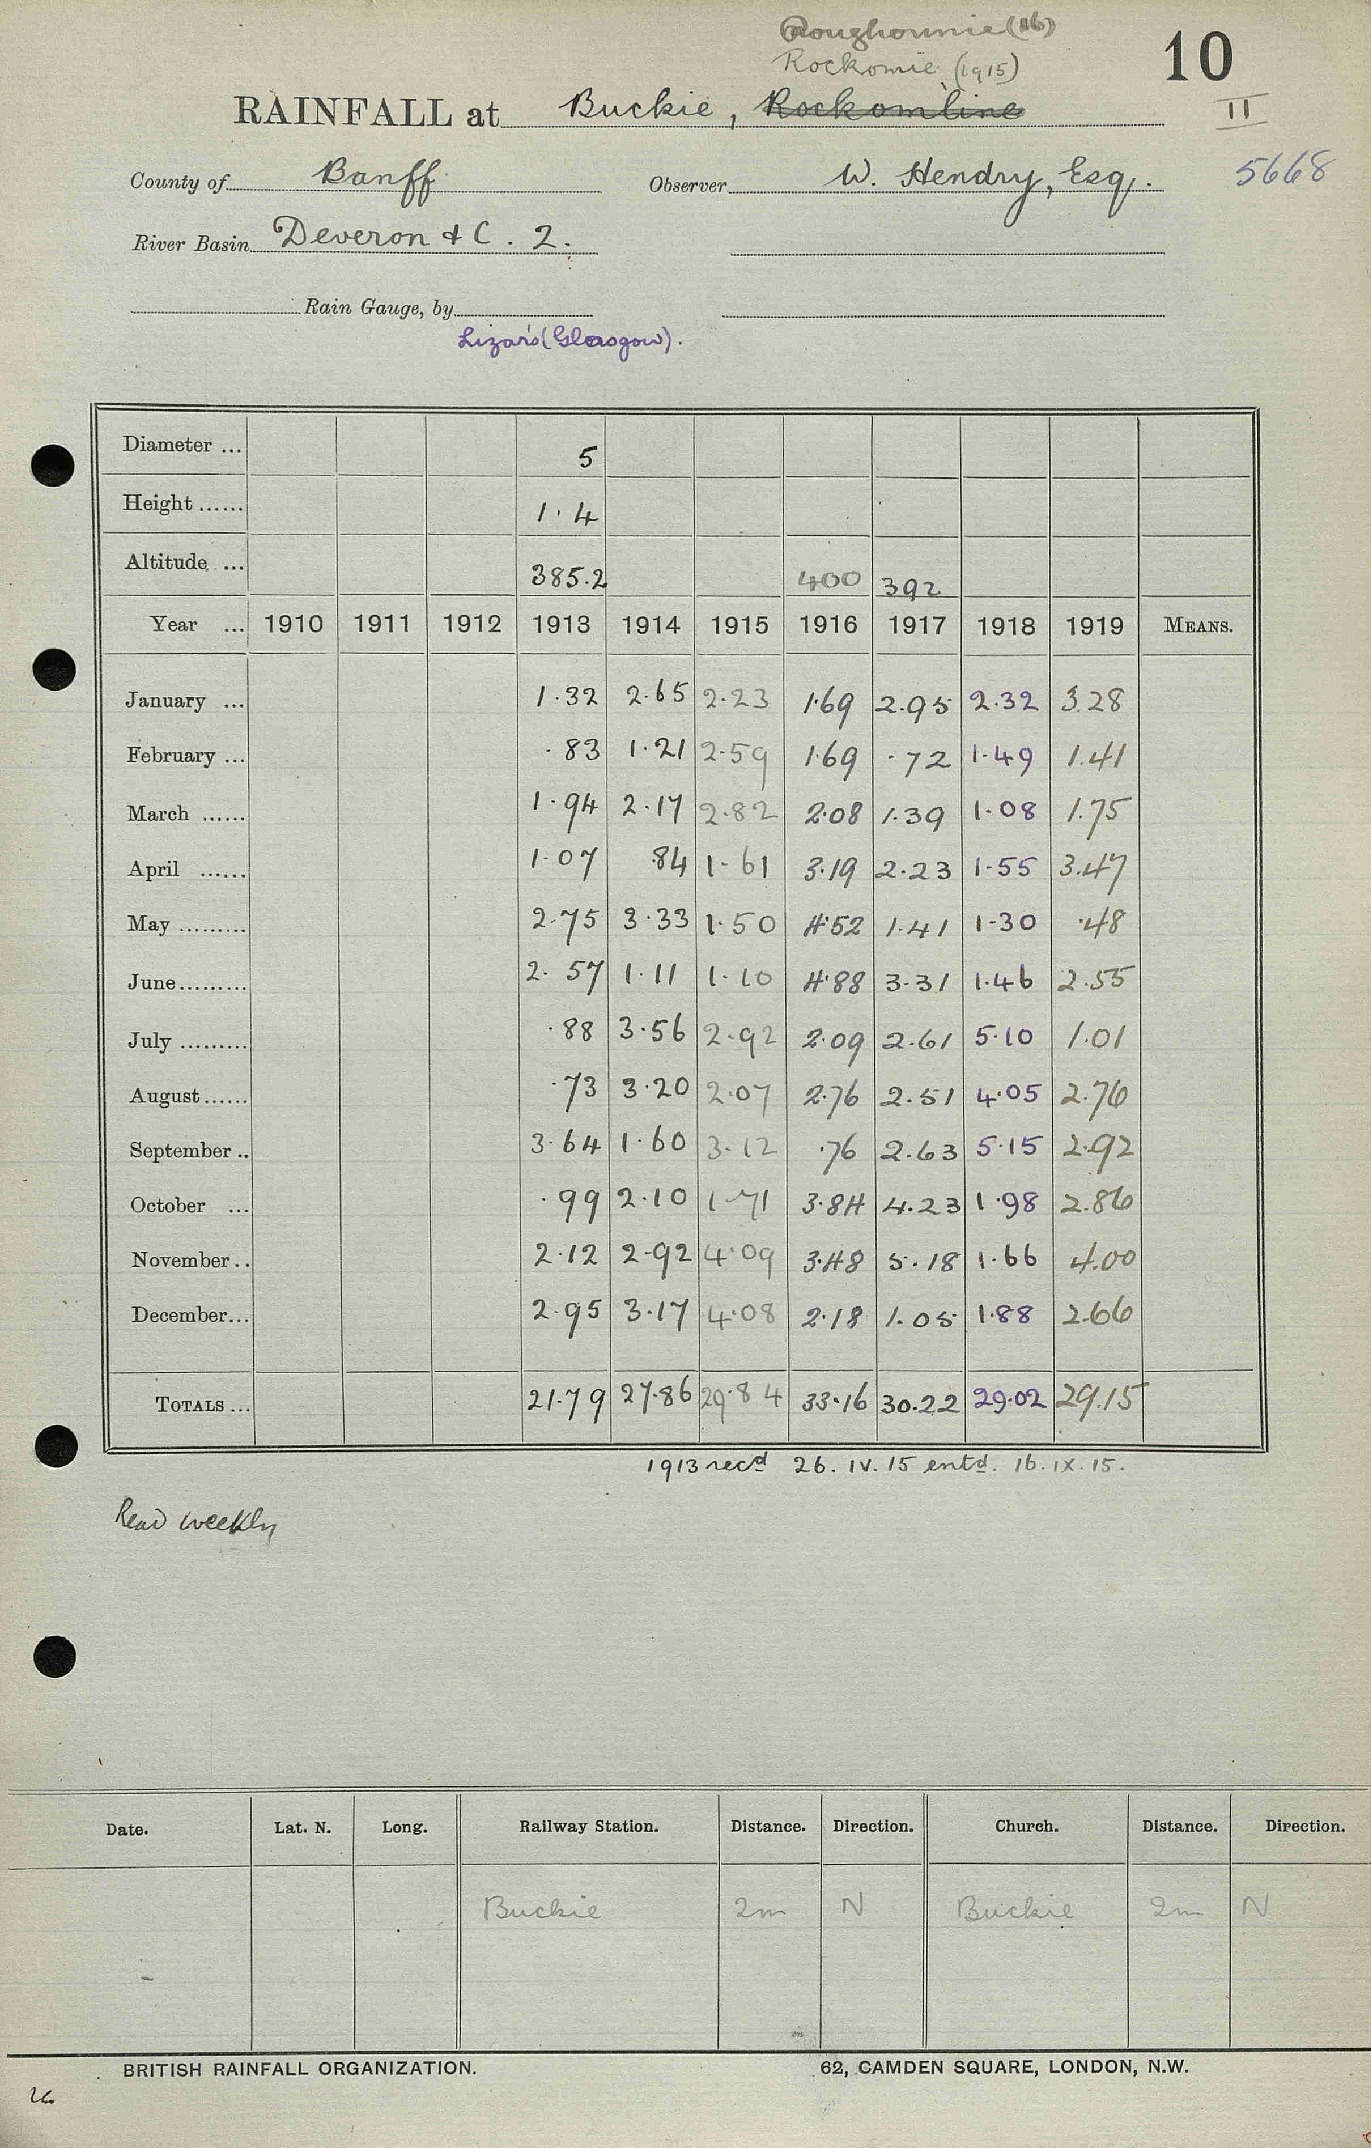 (16)
Rockomie (1915)
10
RAINFALL at Buckie, Rockomline
II
County of Banff Observer W. Hendry, Esq. 5668
River Basin Deveron & C. 2.
Rain Gauge, by
Lizars (Glasgow).
Diameter ... 5
Height ...... 1.4
Altitude ... 385.2 400 392
Year ... 1910 1911 1912 1913 1914 1915 1916 1917 1918 1919 MEANS.
January ... 1.32 2.65 2.23 1.69 2.95 2.32 3.28
February ... .83 1.21 2.59 1.69 .72 1.49 1.41
March ...... 1.94 2.17 2.82 2.08 1.39 1.08 1.75
April ...... 1.07 .84 1.61 3.19 2.23 1.55 3.47
May ......... 2.75 3.33 1.50 4.52 1.41 1.30 .48
June ......... 2.57 1.11 1.10 4.88 3.31 1.46 2.55
July ......... .88 3.56 2.92 2.09 2.61 5.10 1.01
August ...... .73 3.20 2.07 2.76 2.51 4.05 2.76
September .. 3.64 1.60 3.12 .76 2.63 5.15 2.92
October ... .99 2.10 1.71 3.84 4.23 1.98 2.86
November .. 2.12 2.92 4.09 3.48 5.18 1.66 4.00
December ... 2.95 3.17 4.08 2.18 1.05 1.88 2.66
TOTALS ... 21.79 27.86 29.84 33.16 30.22 29.02 29.15
1913 recd 26.IV.15 entd. 16.IX.15.
Read weekly
Date. Lat. N. Long. Railway Station. Distance. Direction. Church. Distance. Direction.
Buckie 2m N Buckie 2m N
BRITISH RAINFALL ORGANIZATION. 62, CAMDEN SQUARE, LONDON, N.W.